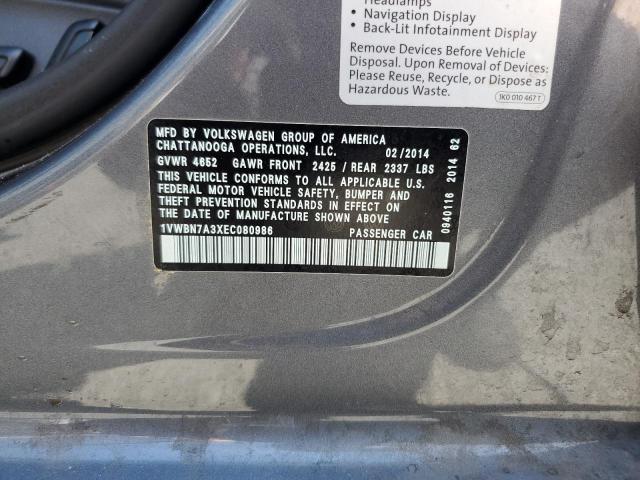 Headlamps
• Navigation Display
• Back-Lit Infotainment Display
Remove Devices Before Vehicle
Disposal. Upon Removal of Devices:
Please Reuse, Recycle, or Dispose as
Hazardous Waste.
1K0 010 467 T
MFD BY VOLKSWAGEN GROUP OF AMERICA
CHATTANOOGA OPERATIONS, LLC. 02/2014
GVWR 4652 GAWR FRONT 2425 / REAR 2337 LBS
THIS VEHICLE CONFORMS TO ALL APPLICABLE U.S.
FEDERAL MOTOR VEHICLE SAFETY, BUMPER AND
THEFT PREVENTION STANDARDS IN EFFECT ON
THE DATE OF MANUFACTURE SHOWN ABOVE.
1VWBN7A3XEC080986 PASSENGER CAR
0940116 2014 62